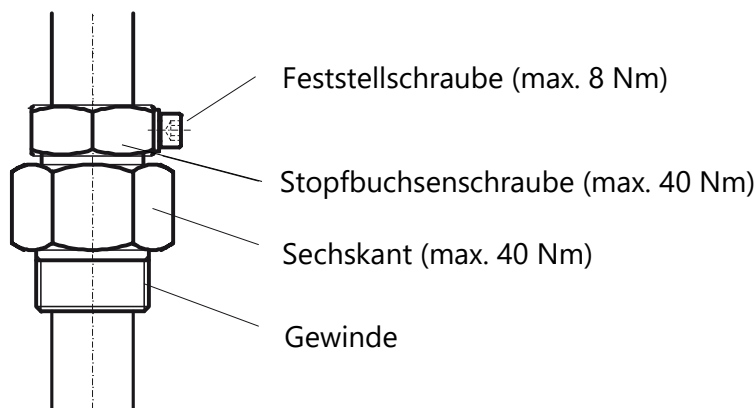 Feststellschraube (max. 8 Nm)
Stopfbuchsenschraube (max. 40 Nm)
Sechskant (max. 40 Nm)
Gewinde